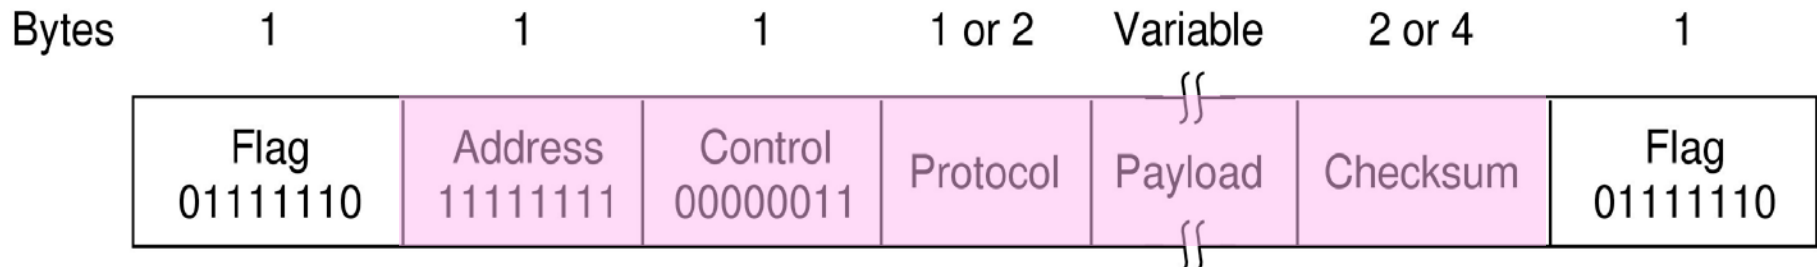 Bytes 1 1 1 1 or 2 Variable 2 or 4 1
Flag Address Control Protocol Payload Checksum Flag
01111110 11111111 00000011 01111110